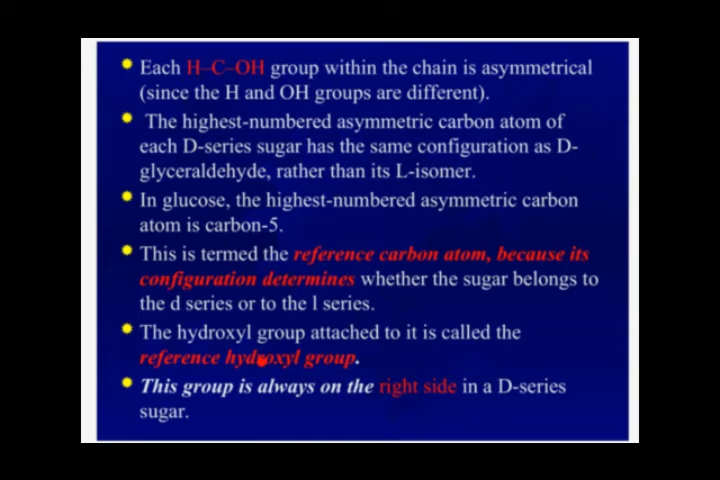 Each H–C–OH group within the chain is asymmetrical
(since the H and OH groups are different).
The highest-numbered asymmetric carbon atom of
each D-series sugar has the same configuration as D-
glyceraldehyde, rather than its L-isomer.
In glucose, the highest-numbered asymmetric carbon
atom is carbon-5.
This is termed the reference carbon atom, because its
configuration determines whether the sugar belongs to
the d series or to the l series.
The hydroxyl group attached to it is called the
reference hydroxyl group.
This group is always on the right side in a D-series
sugar.